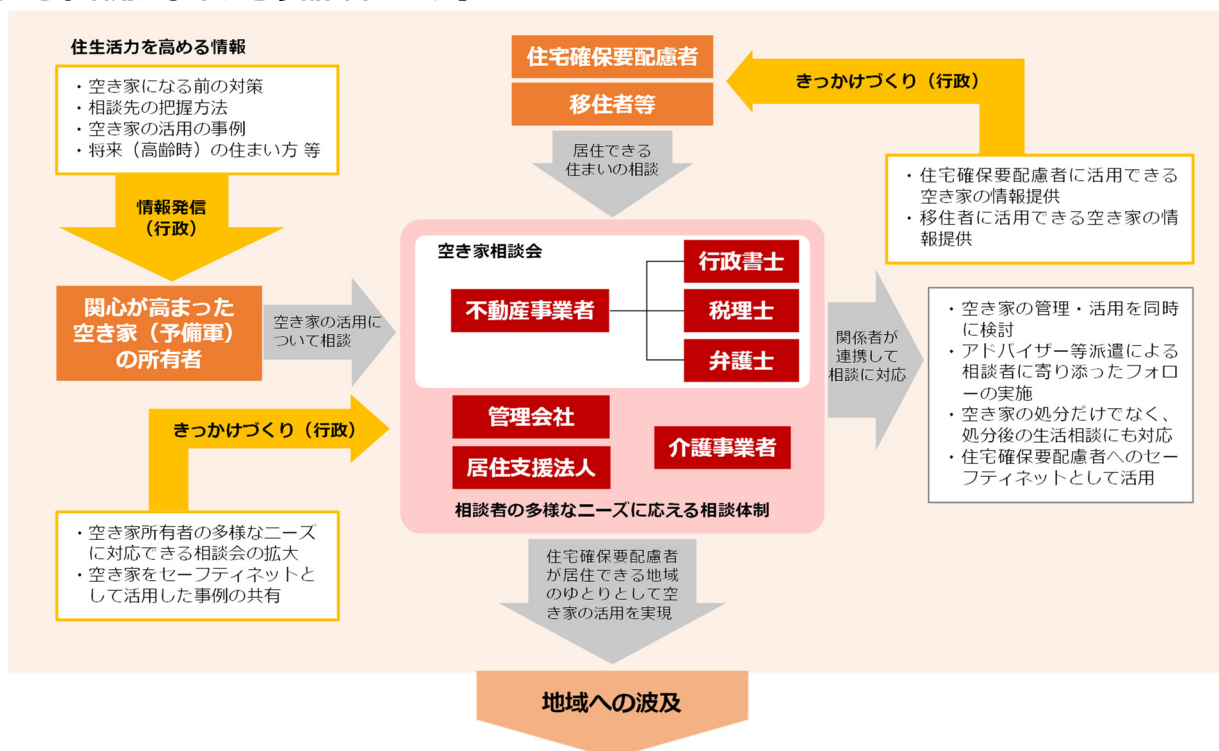 住生活力を高める情報
・空き家になる前の対策
・相談先の把握方法
・空き家の活用の事例
・将来（高齢時）の住まい方 等
情報発信
（行政）
関心が高まった
空き家（予備軍）
の所有者
空き家の活用に
ついて相談
きっかけづくり（行政）
・空き家所有者の多様なニーズ
に対応できる相談会の拡大
・空き家をセーフティネットと
して活用した事例の共有
住宅確保要配慮者
移住者等
居住できる
住まいの相談
きっかけづくり（行政）
・住宅確保要配慮者に活用できる
空き家の情報提供
・移住者に活用できる空き家の情
報提供
空き家相談会
不動産事業者
行政書士
税理士
弁護士
管理会社
居住支援法人
介護事業者
相談者の多様なニーズに応える相談体制
関係者が
連携して
相談に対応
・空き家の管理・活用を同時
に検討
・アドバイザー等派遣による
相談者に寄り添ったフォロ
ーの実施
・空き家の処分だけでなく、
処分後の生活相談にも対応
・住宅確保要配慮者へのセー
フティネットとして活用
住宅確保要配慮者
が居住できる地域
のゆとりとして空
き家の活用を実現
地域への波及